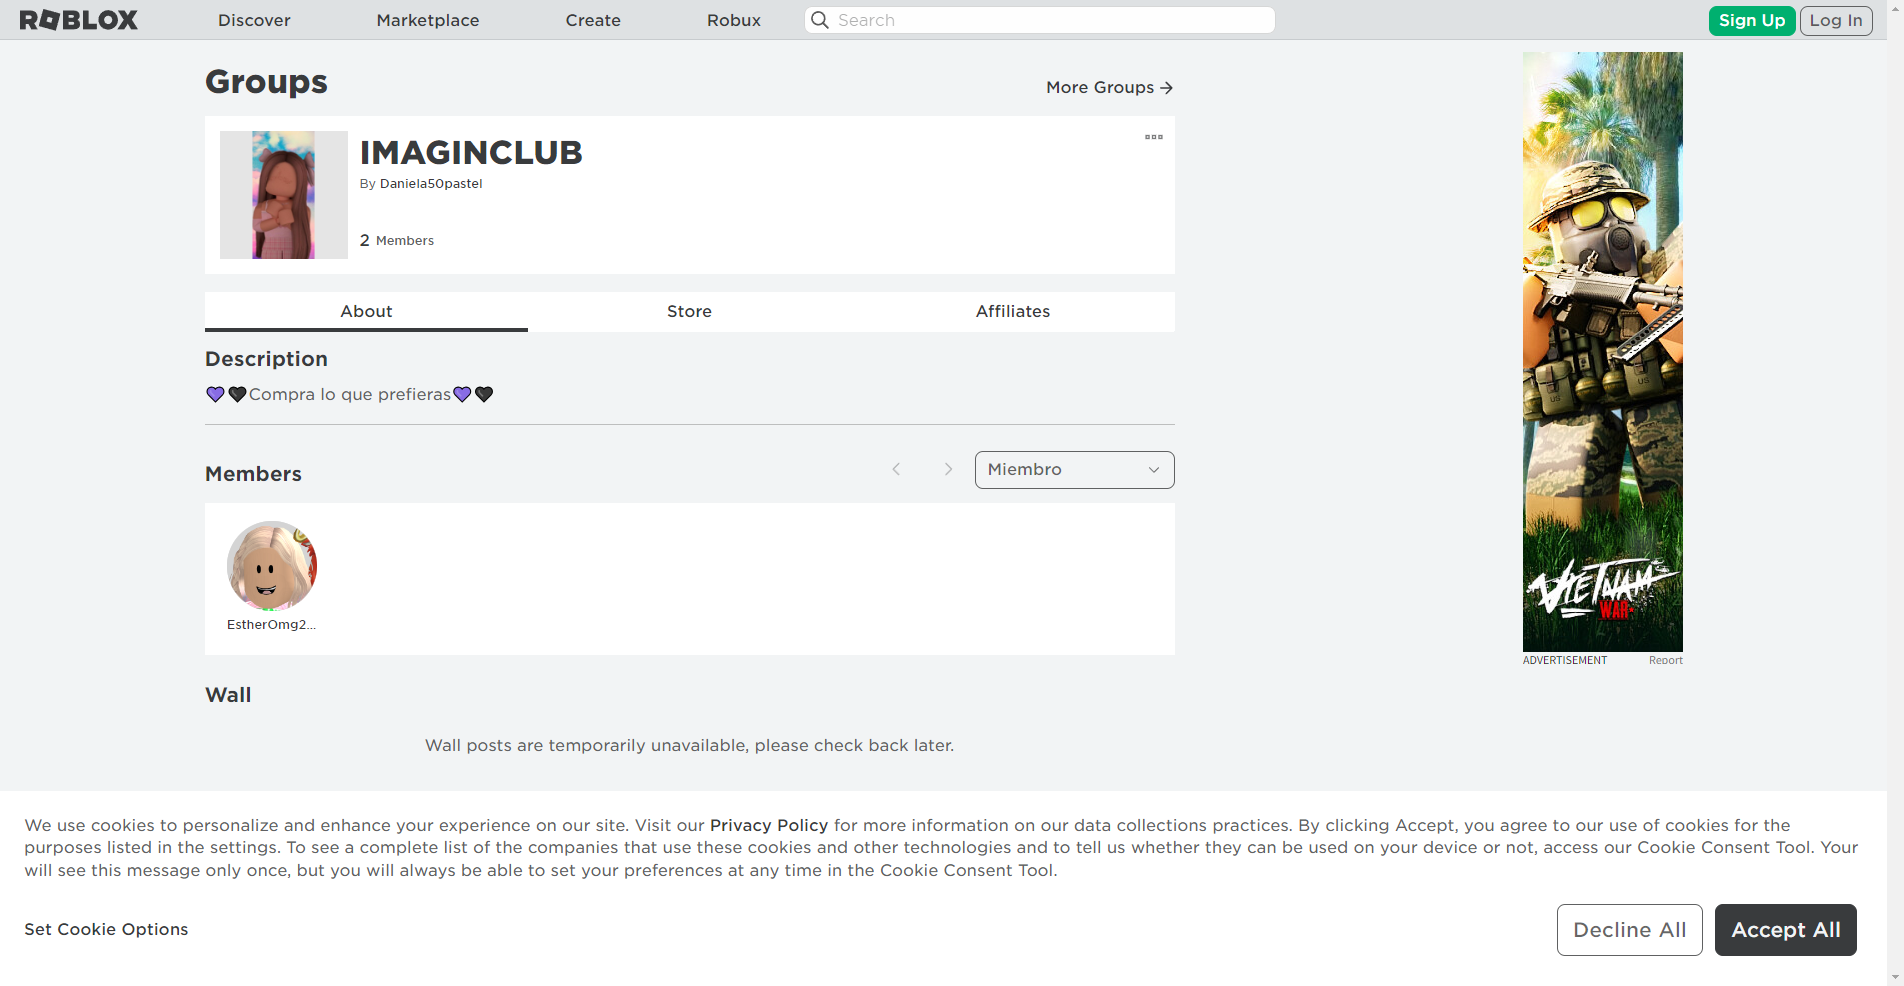 ROBLOX
Discover
Marketplace
Create
Robux
Search
Sign Up
Log In
Groups
More Groups
IMAGINCLUB
By Daniela50pastel
2 Members
About
Store
Affiliates
Description
💜🖤Compra lo que prefieras💜🖤
Members
Miembro
EstherOmg2...
Wall
Wall posts are temporarily unavailable, please check back later.
US
US
VIETNAM
WAR
ADVERTISEMENT
Report
We use cookies to personalize and enhance your experience on our site. Visit our Privacy Policy for more information on our data collections practices. By clicking Accept, you agree to our use of cookies for the
purposes listed in the settings. To see a complete list of the companies that use these cookies and other technologies and to tell us whether they can be used on your device or not, access our Cookie Consent Tool. Your
will see this message only once, but you will always be able to set your preferences at any time in the Cookie Consent Tool.
Set Cookie Options
Decline All
Accept All